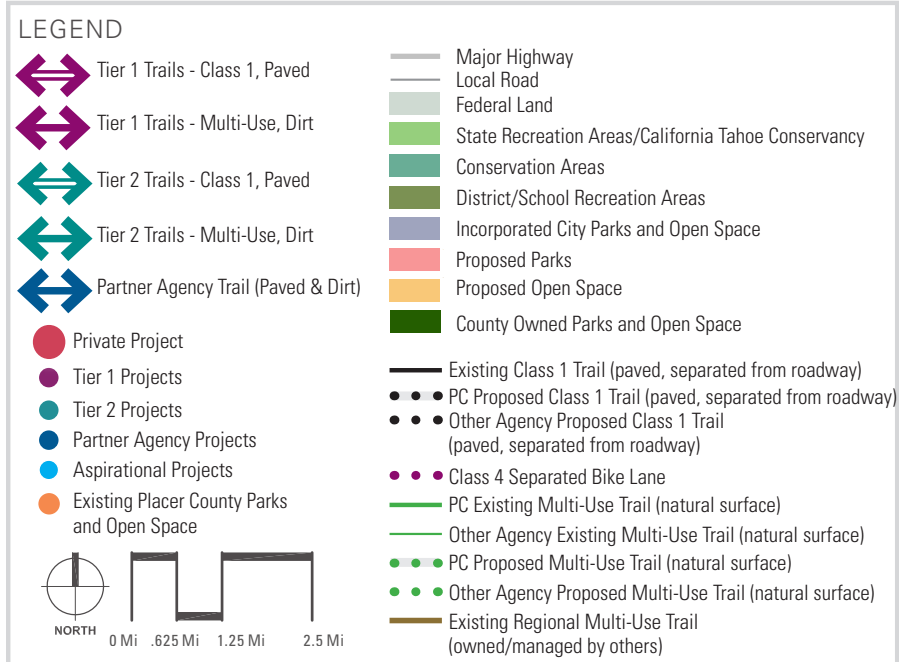 LEGEND
Tier 1 Trails - Class 1, Paved
Tier 1 Trails - Multi-Use, Dirt
Tier 2 Trails - Class 1, Paved
Tier 2 Trails - Multi-Use, Dirt
Partner Agency Trail (Paved & Dirt)
Private Project
Tier 1 Projects
Tier 2 Projects
Partner Agency Projects
Aspirational Projects
Existing Placer County Parks
and Open Space
NORTH
0 Mi .625 Mi 1.25 Mi 2.5 Mi
Major Highway
Local Road
Federal Land
State Recreation Areas/California Tahoe Conservancy
Conservation Areas
District/School Recreation Areas
Incorporated City Parks and Open Space
Proposed Parks
Proposed Open Space
County Owned Parks and Open Space
Existing Class 1 Trail (paved, separated from roadway)
PC Proposed Class 1 Trail (paved, separated from roadway)
Other Agency Proposed Class 1 Trail
(paved, separated from roadway)
Class 4 Separated Bike Lane
PC Existing Multi-Use Trail (natural surface)
Other Agency Existing Multi-Use Trail (natural surface)
PC Proposed Multi-Use Trail (natural surface)
Other Agency Proposed Multi-Use Trail (natural surface)
Existing Regional Multi-Use Trail
(owned/managed by others)